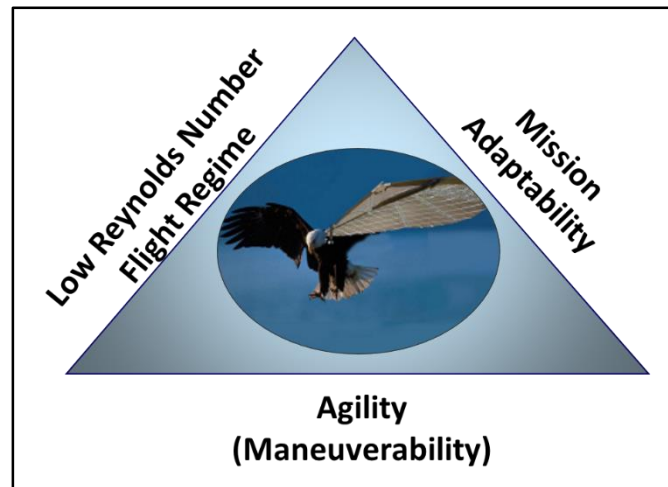 Low Reynolds Number
Flight Regime
Mission
Adaptability
Agility
(Maneuverability)